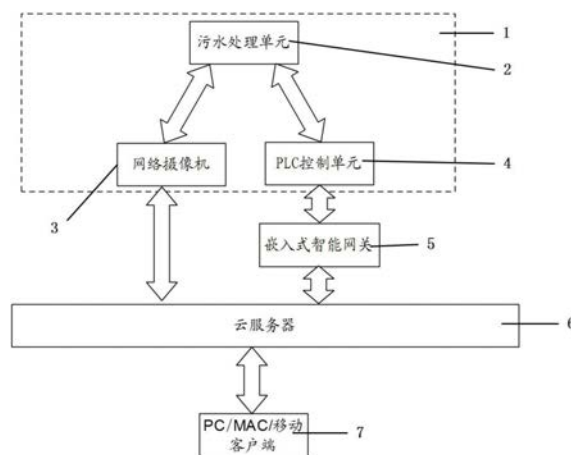 1
污水处理单元
2
网络摄像机
PLC控制单元
4
3
嵌入式智能网关
5
云服务器
6
PC/MAC/移动
客户端
7